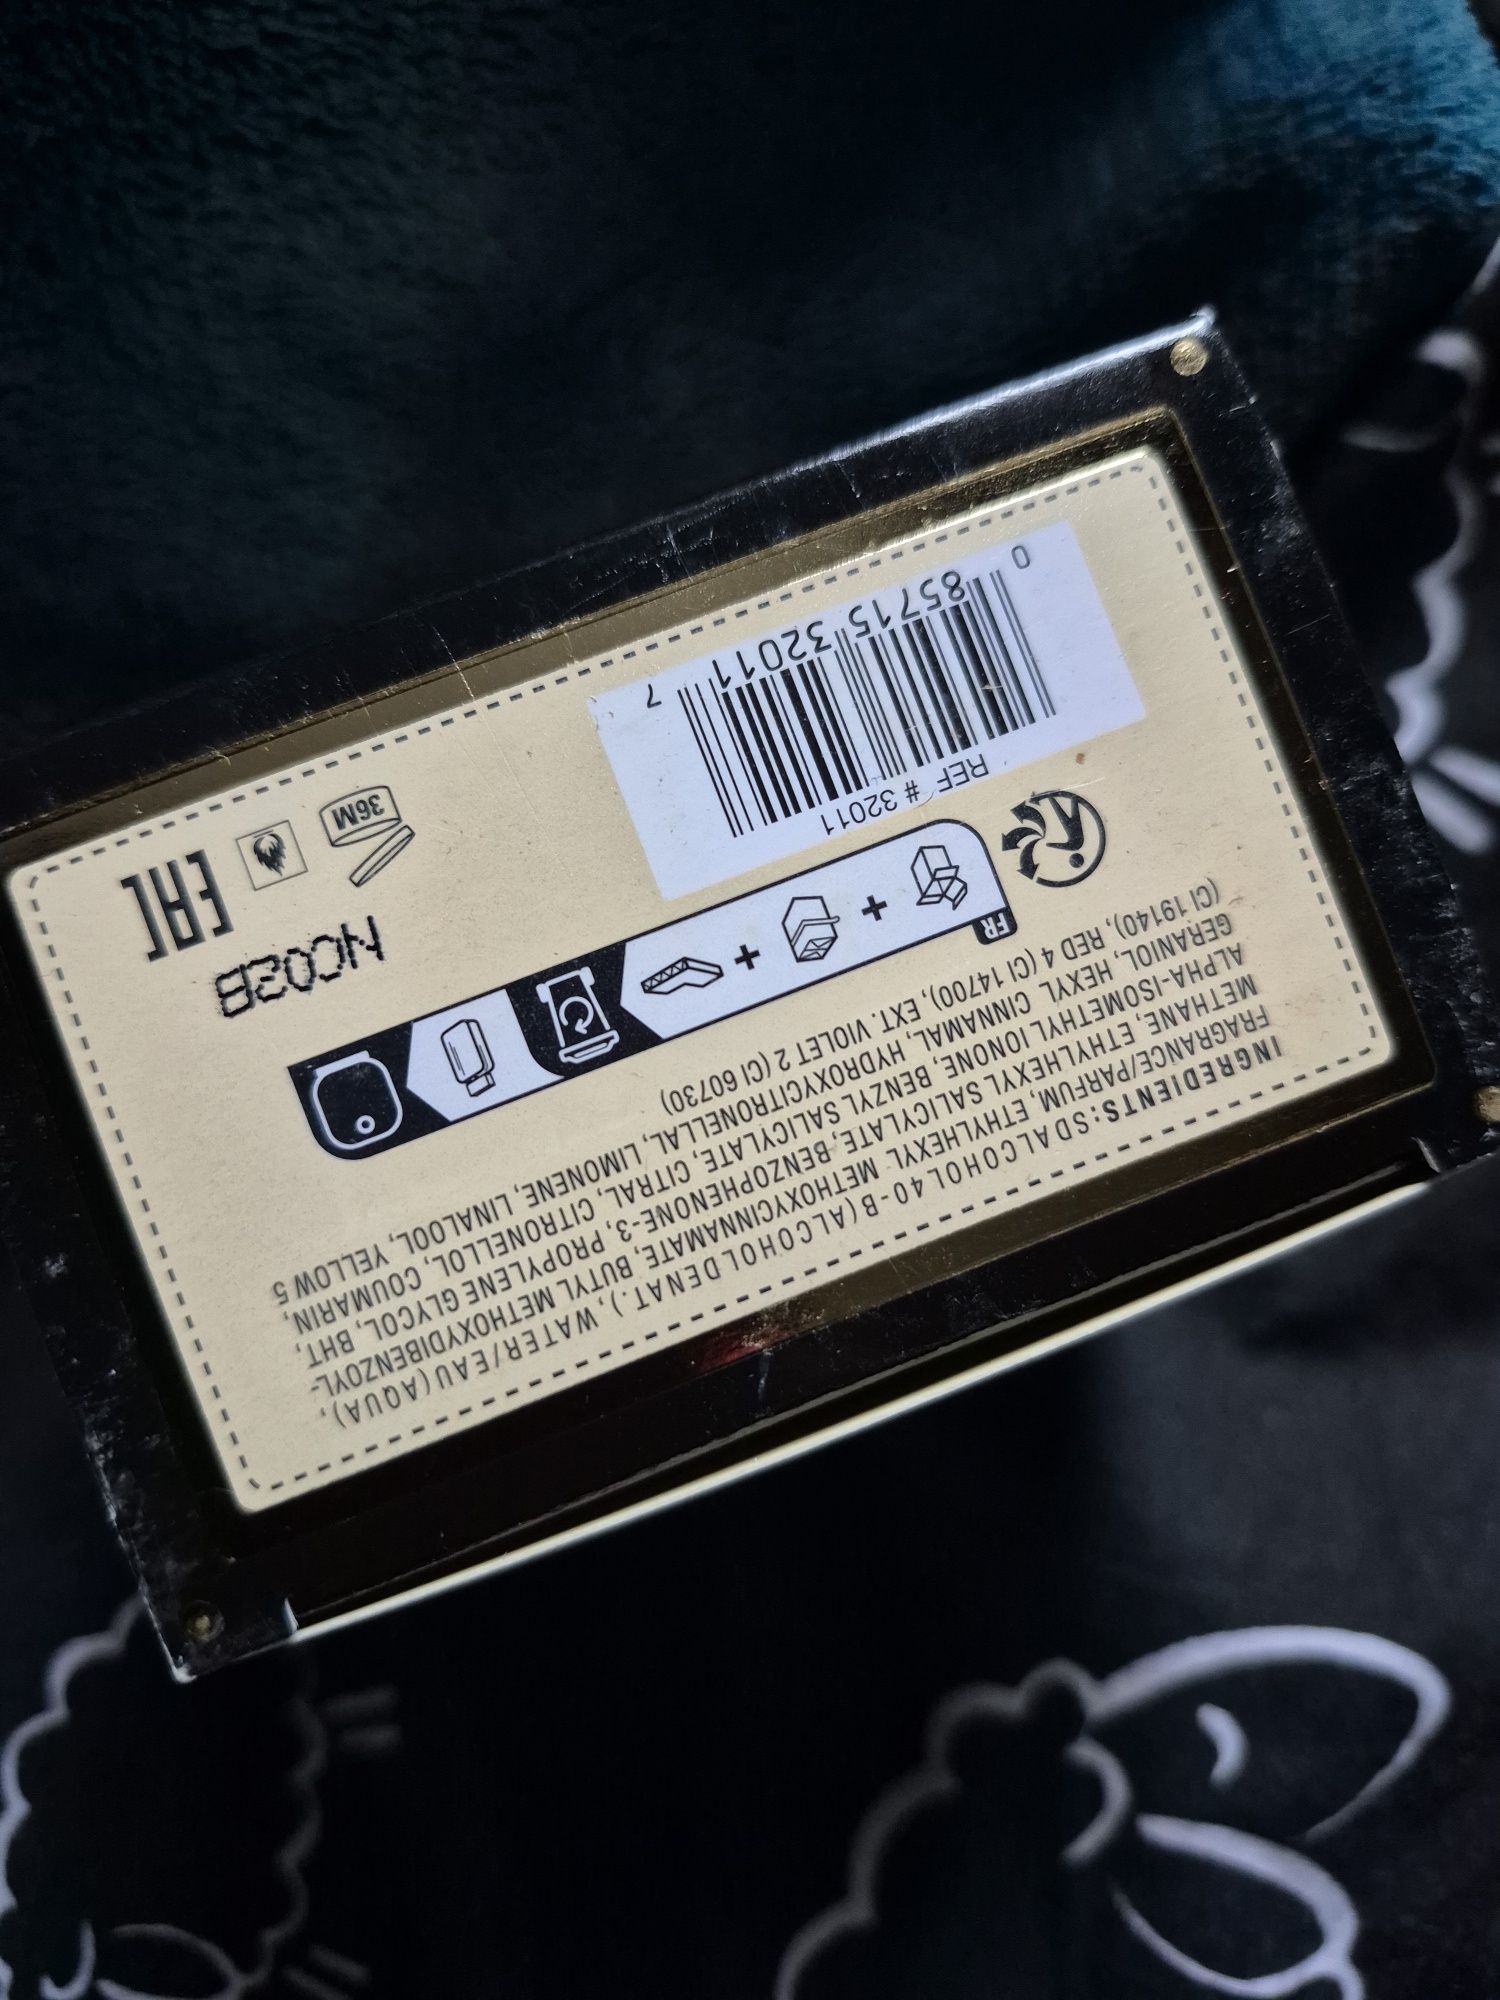 INGREDIENTS: SD ALCOHOL 40-B (ALCOHOL DENAT.), WATER/EAU (AQUA),
FRAGRANCE/PARFUM, ETHYLHEXYL METHOXYCINNAMATE, BUTYL METHOXYDIBENZOYL-
METHANE, ETHYLHEXYL SALICYLATE, BENZOPHENONE-3, PROPYLENE GLYCOL, BHT,
ALPHA-ISOMETHYL IONONE, BENZYL SALICYLATE, CITRAL, CITRONELLOL, COUMARIN,
GERANIOL, HEXYL CINNAMAL, HYDROXYCITRONELLAL, LIMONENE, LINALOOL, YELLOW 5
(CI 19140), RED 4 (CI 14700), EXT. VIOLET 2 (CI 60730)
FR
NC02B
EAC
36M
REF # 32011
0 85715 32011 7